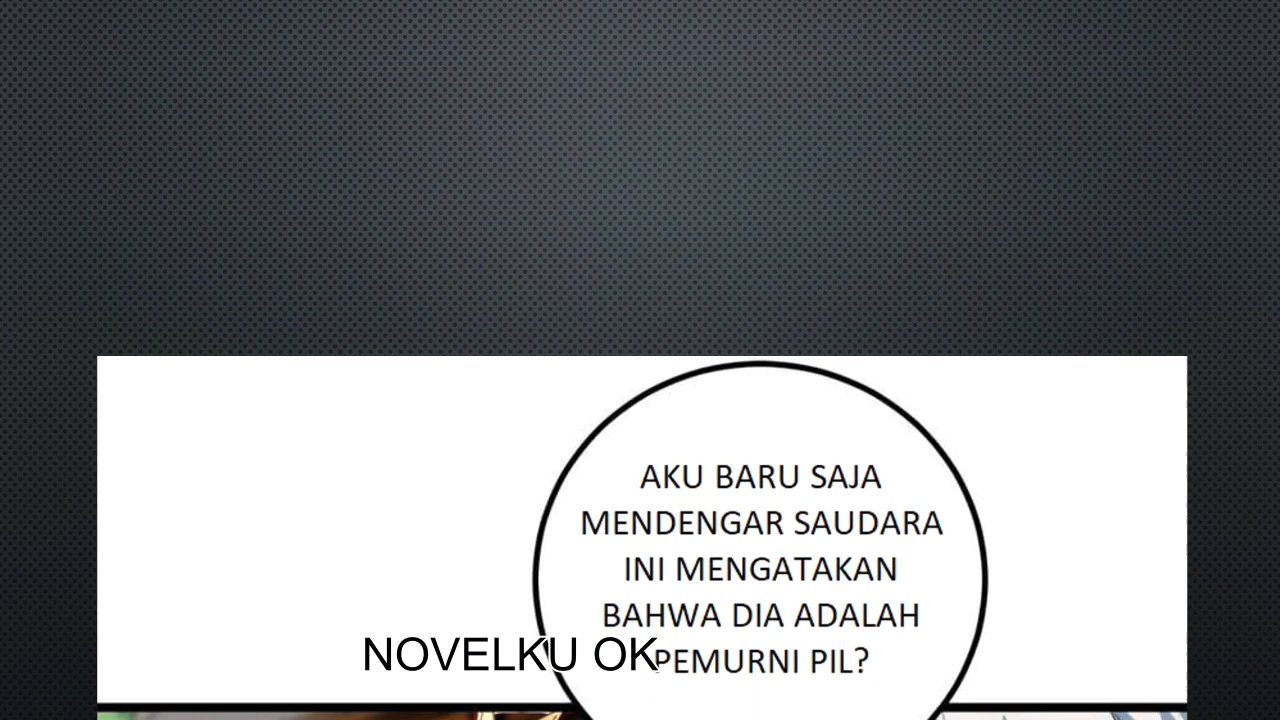 AKU BARU SAJA
MENDENGAR SAUDARA
INI MENGATAKAN
BAHWA DIA ADALAH
PEMURNI PIL?
NOVELKU OK